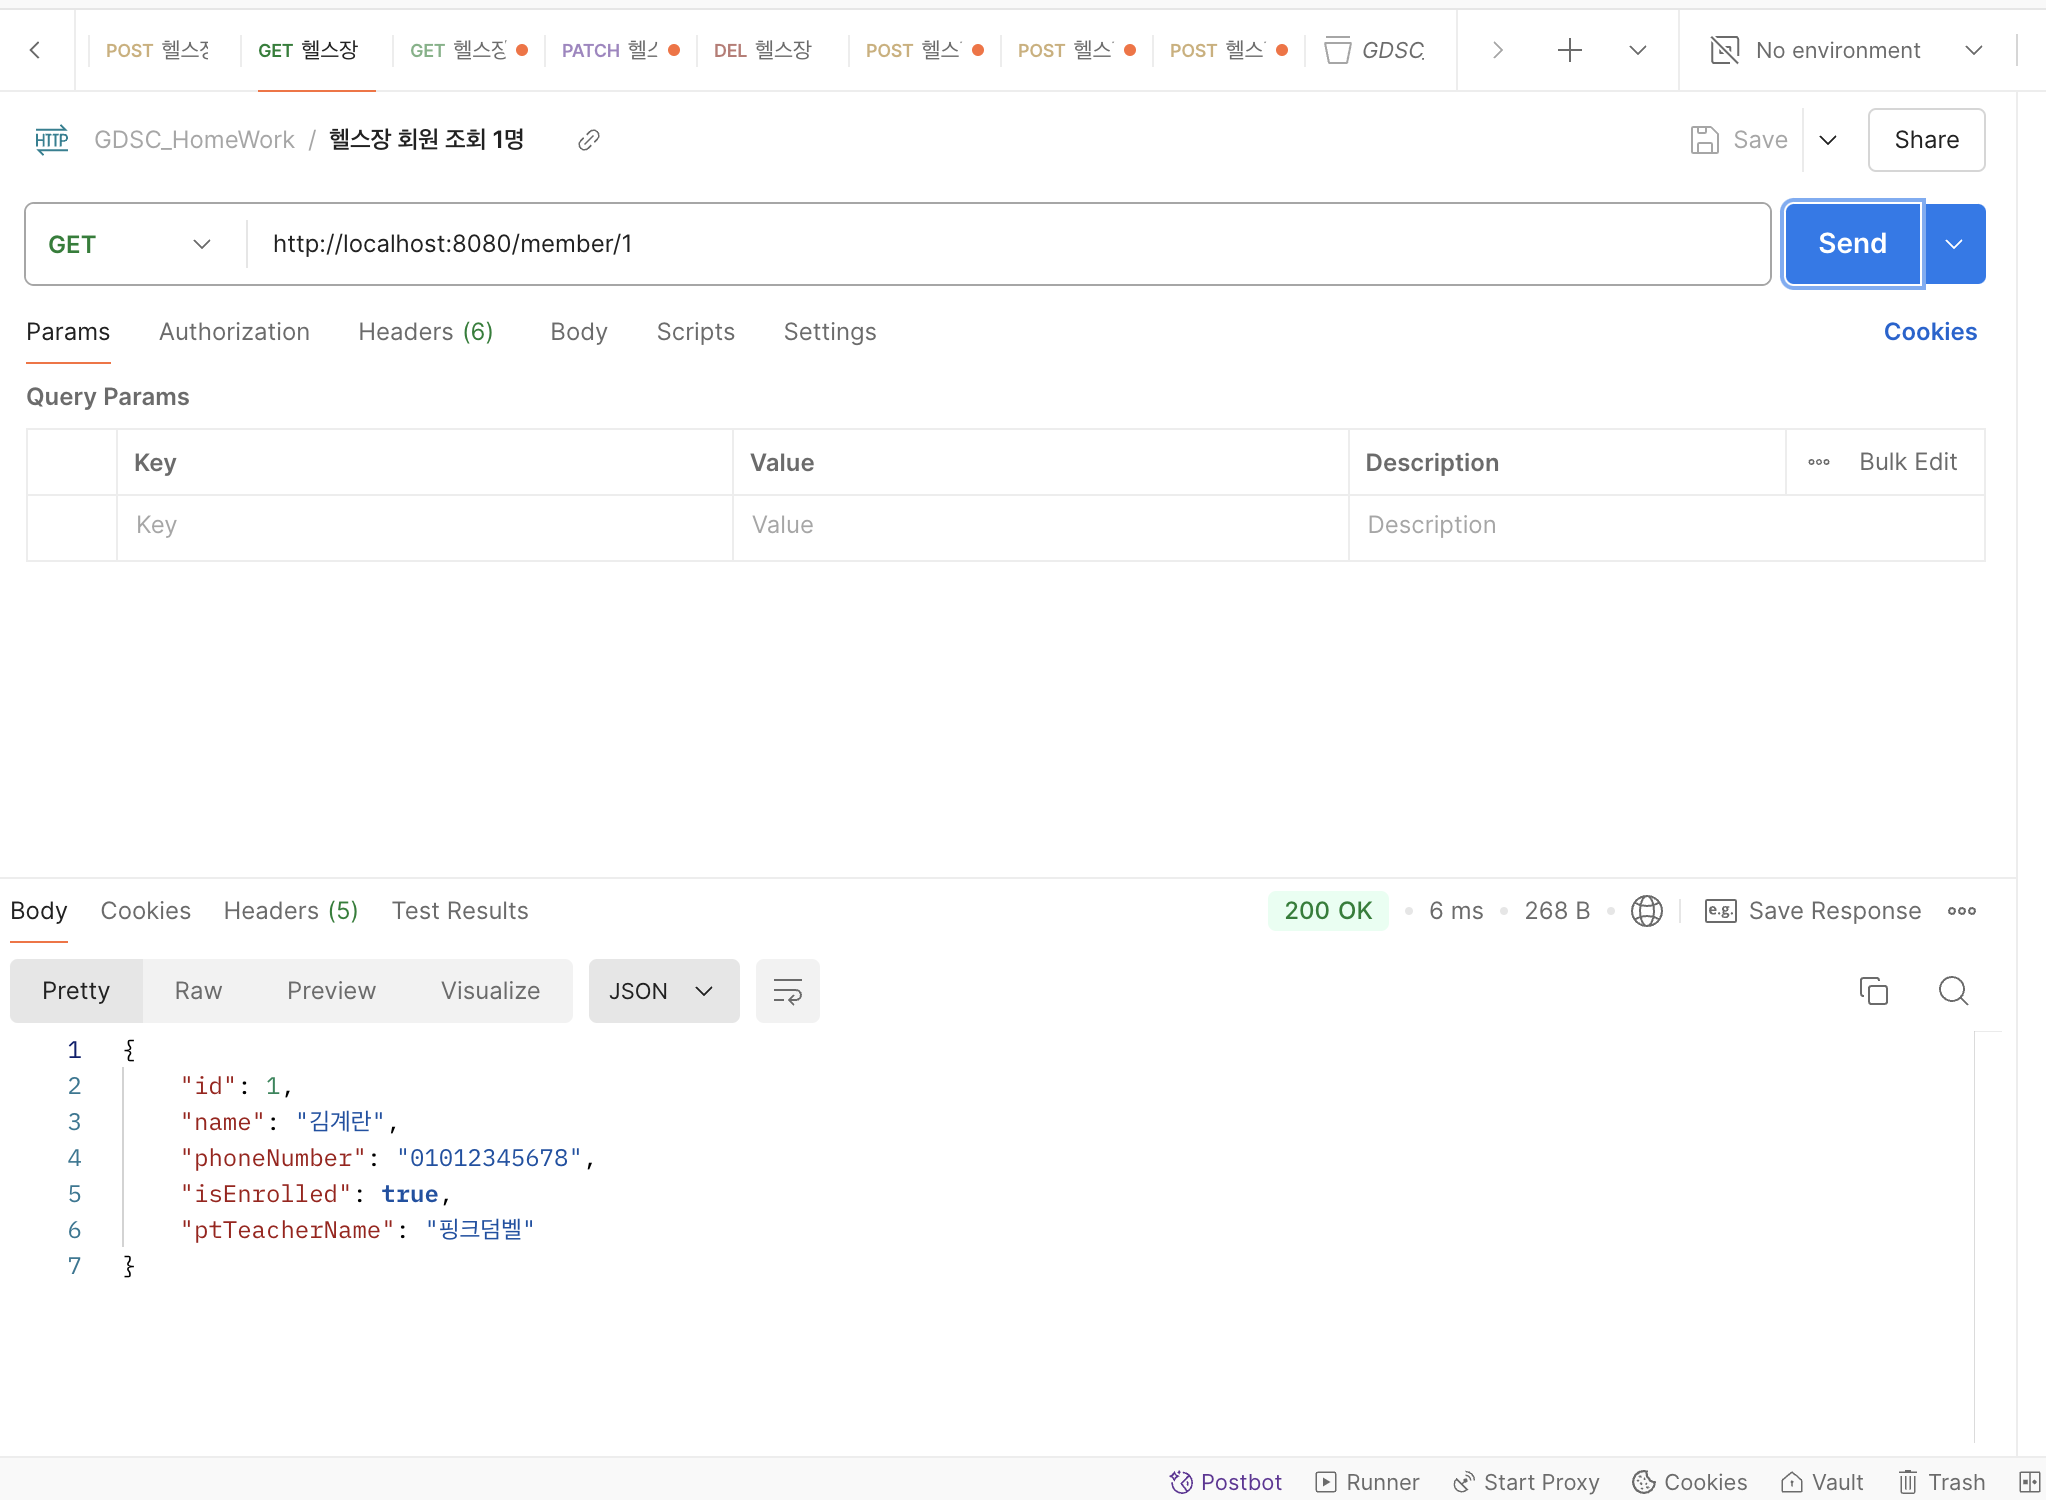 POST 헬스장 GET 헬스장 GET 헬스장 PATCH 헬스 DEL 헬스장 POST 헬스 POST 헬스 POST 헬스 GDSC No environment
HTTP GDSC_HomeWork / 헬스장 회원 조회 1명 Save Share
GET http://localhost:8080/member/1 Send
Params Authorization Headers (6) Body Scripts Settings Cookies
Query Params
Key Value Description Bulk Edit
Key Value Description
Body Cookies Headers (5) Test Results 200 OK 6 ms 268 B e.g. Save Response
Pretty Raw Preview Visualize JSON
1 {
2 "id": 1,
3 "name": "김계란",
4 "phoneNumber": "01012345678",
5 "isEnrolled": true,
6 "ptTeacherName": "핑크덤벨"
7 }
Postbot Runner Start Proxy Cookies Vault Trash